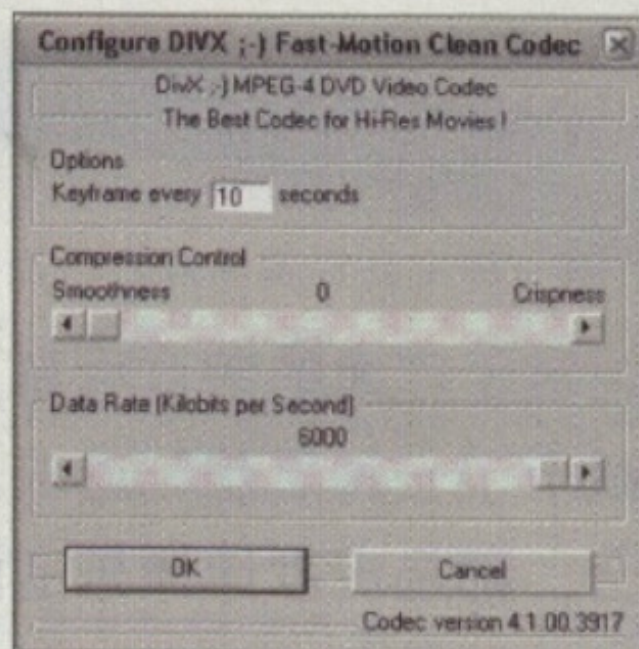 Configure DIVX ;-) Fast-Motion Clean Codec
DivX ;-) MPEG-4 DVD Video Codec
The Best Codec for Hi-Res Movies !
Options
Keyframe every 10 seconds
Compression Control
Smoothness 0 Crispness
Data Rate (Kilobits per Second)
6000
OK Cancel
Codec version 4.1.00.3917